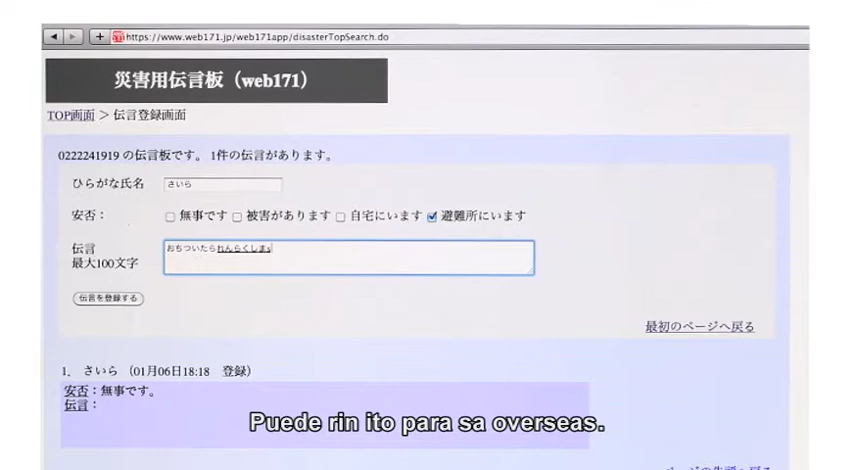 https://www.web171.jp/web171app/disasterTopSearch.do
災害用伝言板（web171）
TOP画面 > 伝言登録画面
0222241919 の伝言板です。 1件の伝言があります。
ひらがな氏名 さいら
安否： 無事です 被害があります 自宅にいます 避難所にいます
伝言 おちついたられんらくしまs
最大100文字
伝言を登録する
最初のページへ戻る
1. さいら （01月06日18:18 登録）
安否：無事です。
伝言：
Puede rin ito para sa overseas.